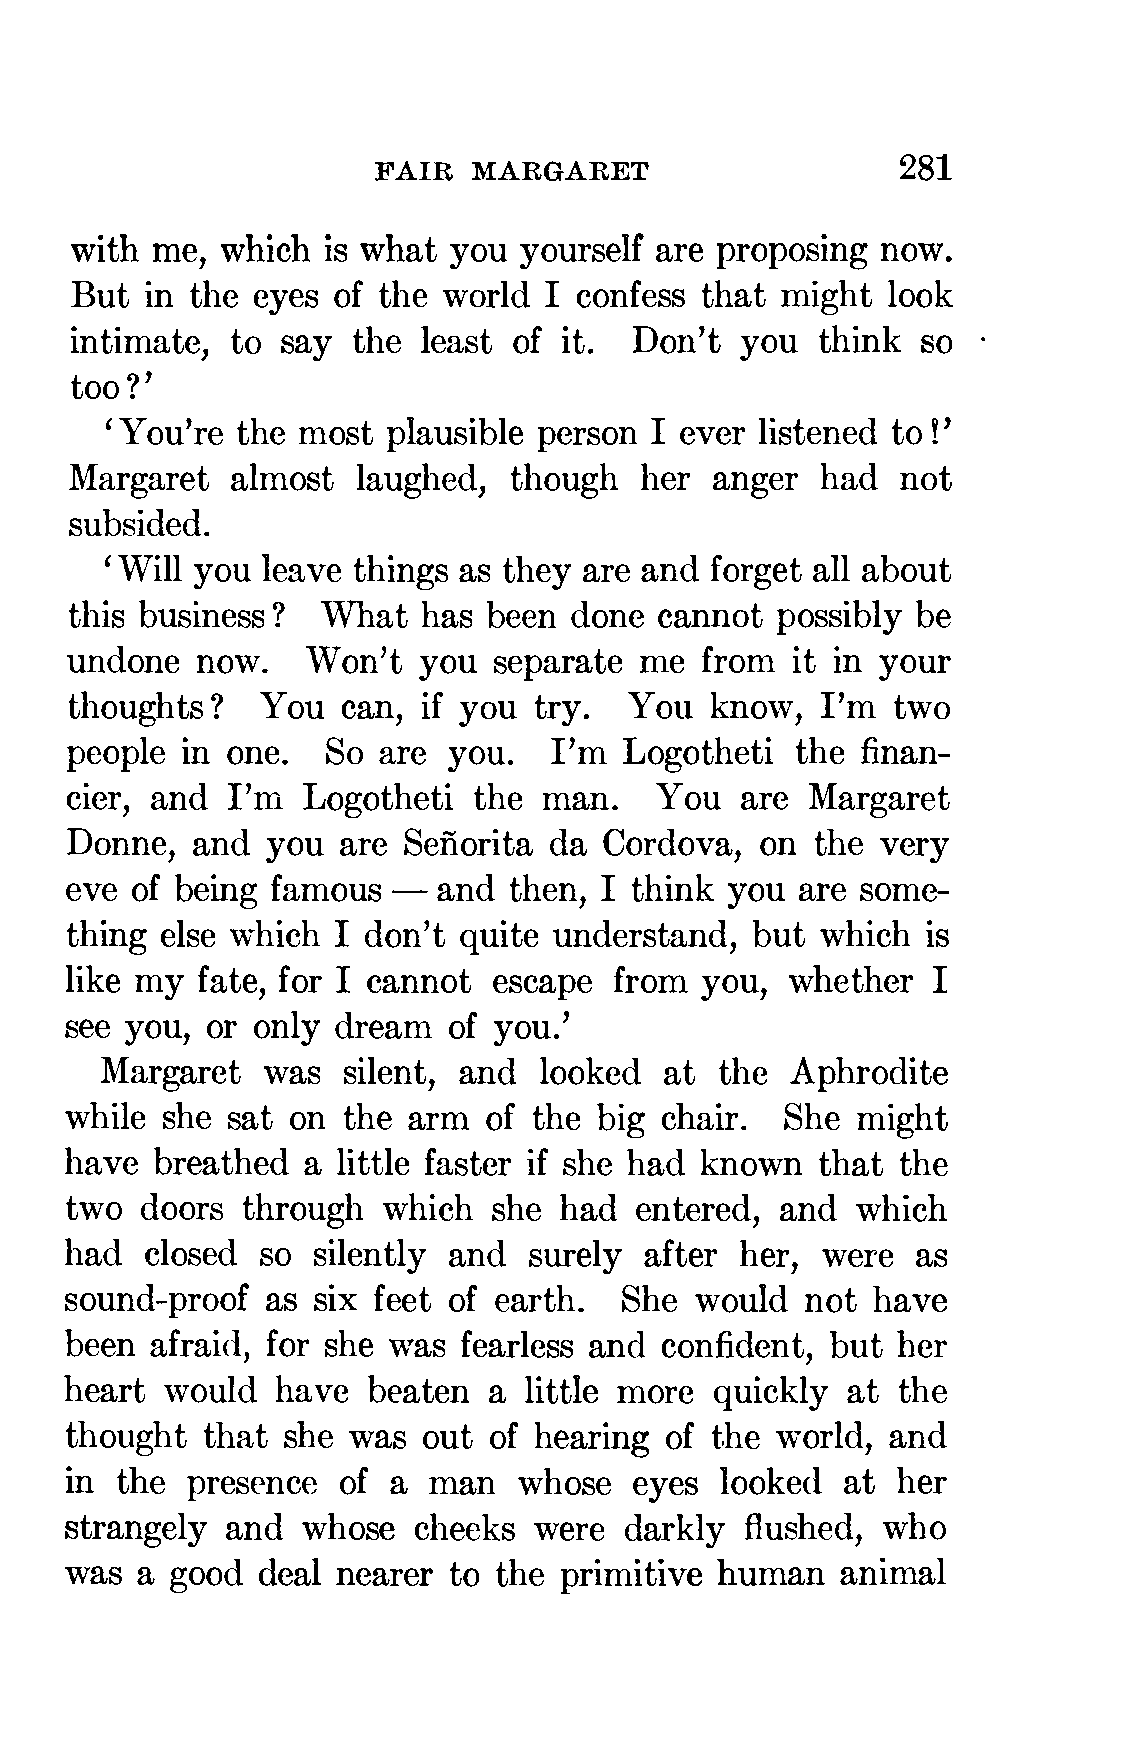 FAIR MARGARET 281
with me, which is what you yourself are proposing now.
But in the eyes of the world I confess that might look
intimate, to say the least of it. Don't you think so
too?'
'You're the most plausible person I ever listened to!'
Margaret almost laughed, though her anger had not
subsided.
'Will you leave things as they are and forget all about
this business? What has been done cannot possibly be
undone now. Won't you separate me from it in your
thoughts? You can, if you try. You know, I'm two
people in one. So are you. I'm Logotheti the finan-
cier, and I'm Logotheti the man. You are Margaret
Donne, and you are Señorita da Cordova, on the very
eve of being famous — and then, I think you are some-
thing else which I don't quite understand, but which is
like my fate, for I cannot escape from you, whether I
see you, or only dream of you.'
Margaret was silent, and looked at the Aphrodite
while she sat on the arm of the big chair. She might
have breathed a little faster if she had known that the
two doors through which she had entered, and which
had closed so silently and surely after her, were as
sound-proof as six feet of earth. She would not have
been afraid, for she was fearless and confident, but her
heart would have beaten a little more quickly at the
thought that she was out of hearing of the world, and
in the presence of a man whose eyes looked at her
strangely and whose cheeks were darkly flushed, who
was a good deal nearer to the primitive human animal